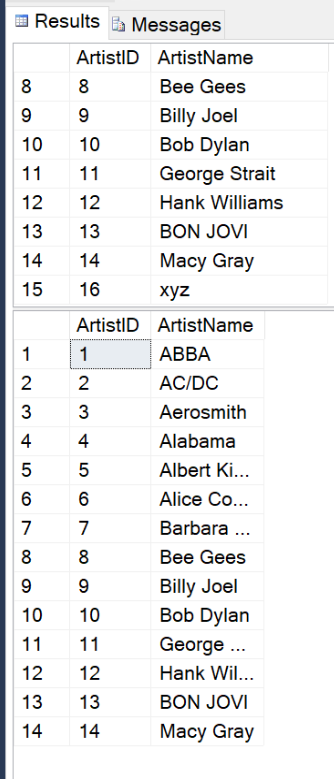 Results Messages
ArtistID ArtistName
8 8 Bee Gees
9 9 Billy Joel
10 10 Bob Dylan
11 11 George Strait
12 12 Hank Williams
13 13 BON JOVI
14 14 Macy Gray
15 16 xyz
ArtistID ArtistName
1 1 ABBA
2 2 AC/DC
3 3 Aerosmith
4 4 Alabama
5 5 Albert Ki...
6 6 Alice Co...
7 7 Barbara ...
8 8 Bee Gees
9 9 Billy Joel
10 10 Bob Dylan
11 11 George ...
12 12 Hank Wil...
13 13 BON JOVI
14 14 Macy Gray